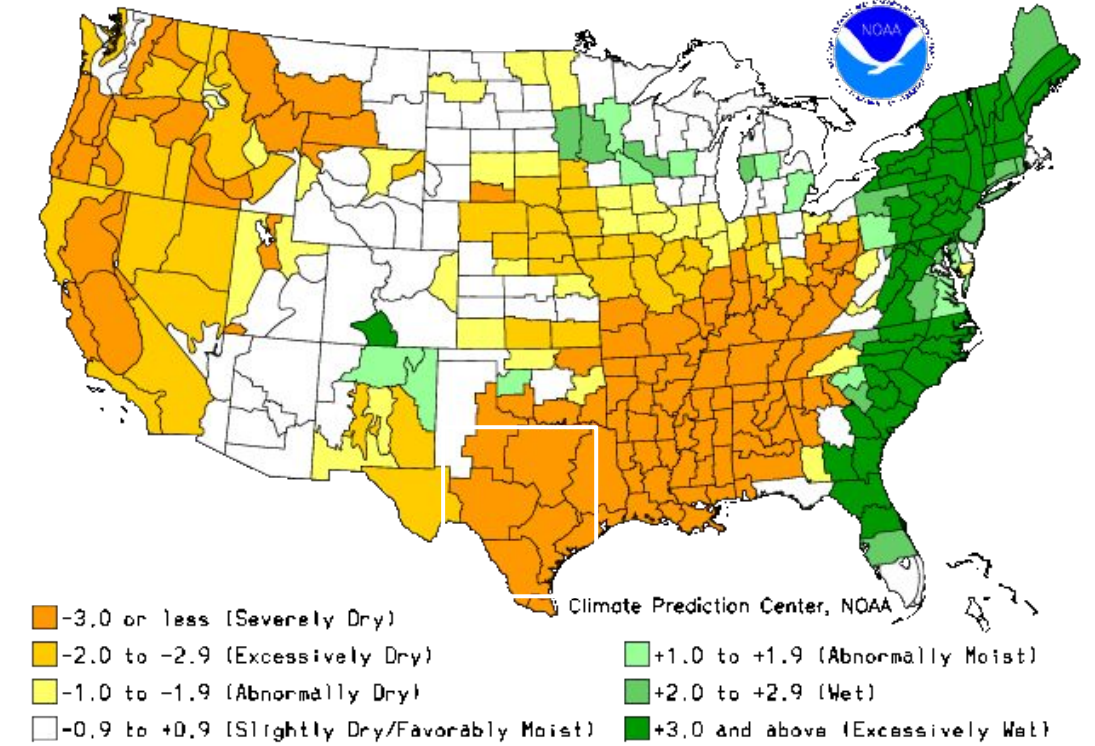 NOAA
Climate Prediction Center, NOAA
-3.0 or less (Severely Dry)
-2.0 to -2.9 (Excessively Dry)
-1.0 to -1.9 (Abnormally Dry)
-0.9 to +0.9 (Slightly Dry/Favorably Moist)
+1.0 to +1.9 (Abnormally Moist)
+2.0 to +2.9 (Wet)
+3.0 and above (Excessively Wet)